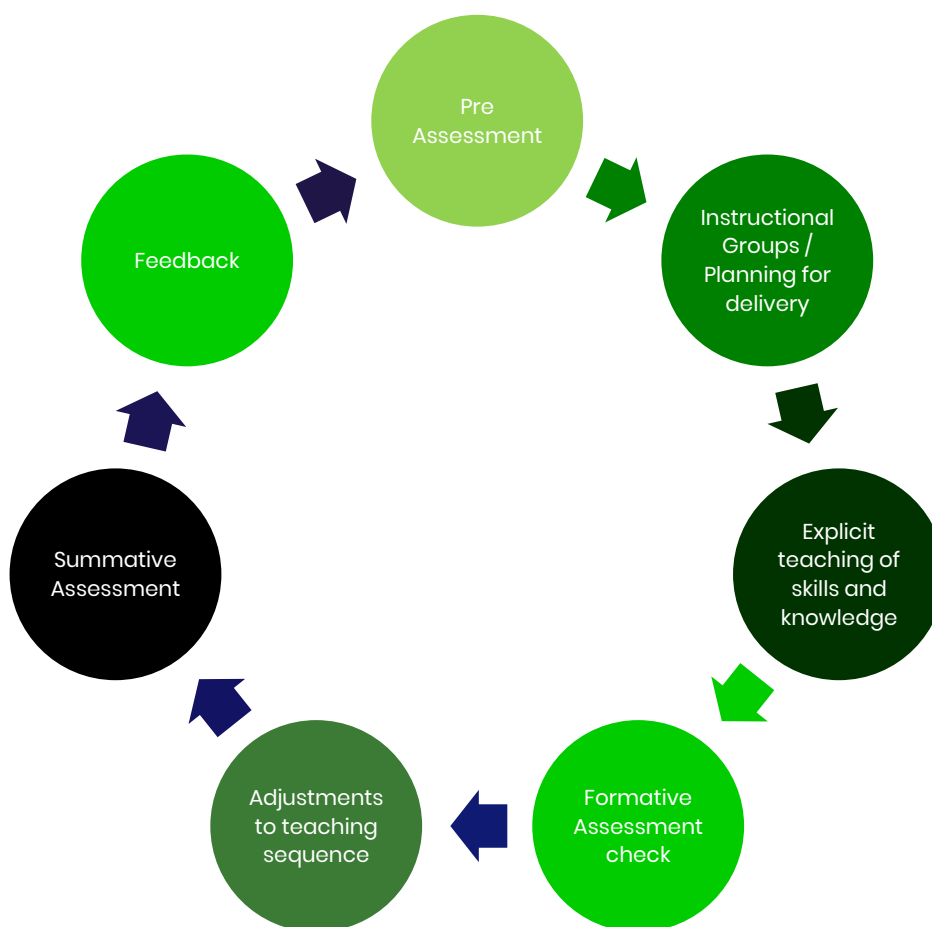 Pre
Assessment
Instructional
Groups /
Planning for
delivery
Explicit
teaching of
skills and
knowledge
Formative
Assessment
check
Adjustments
to teaching
sequence
Summative
Assessment
Feedback